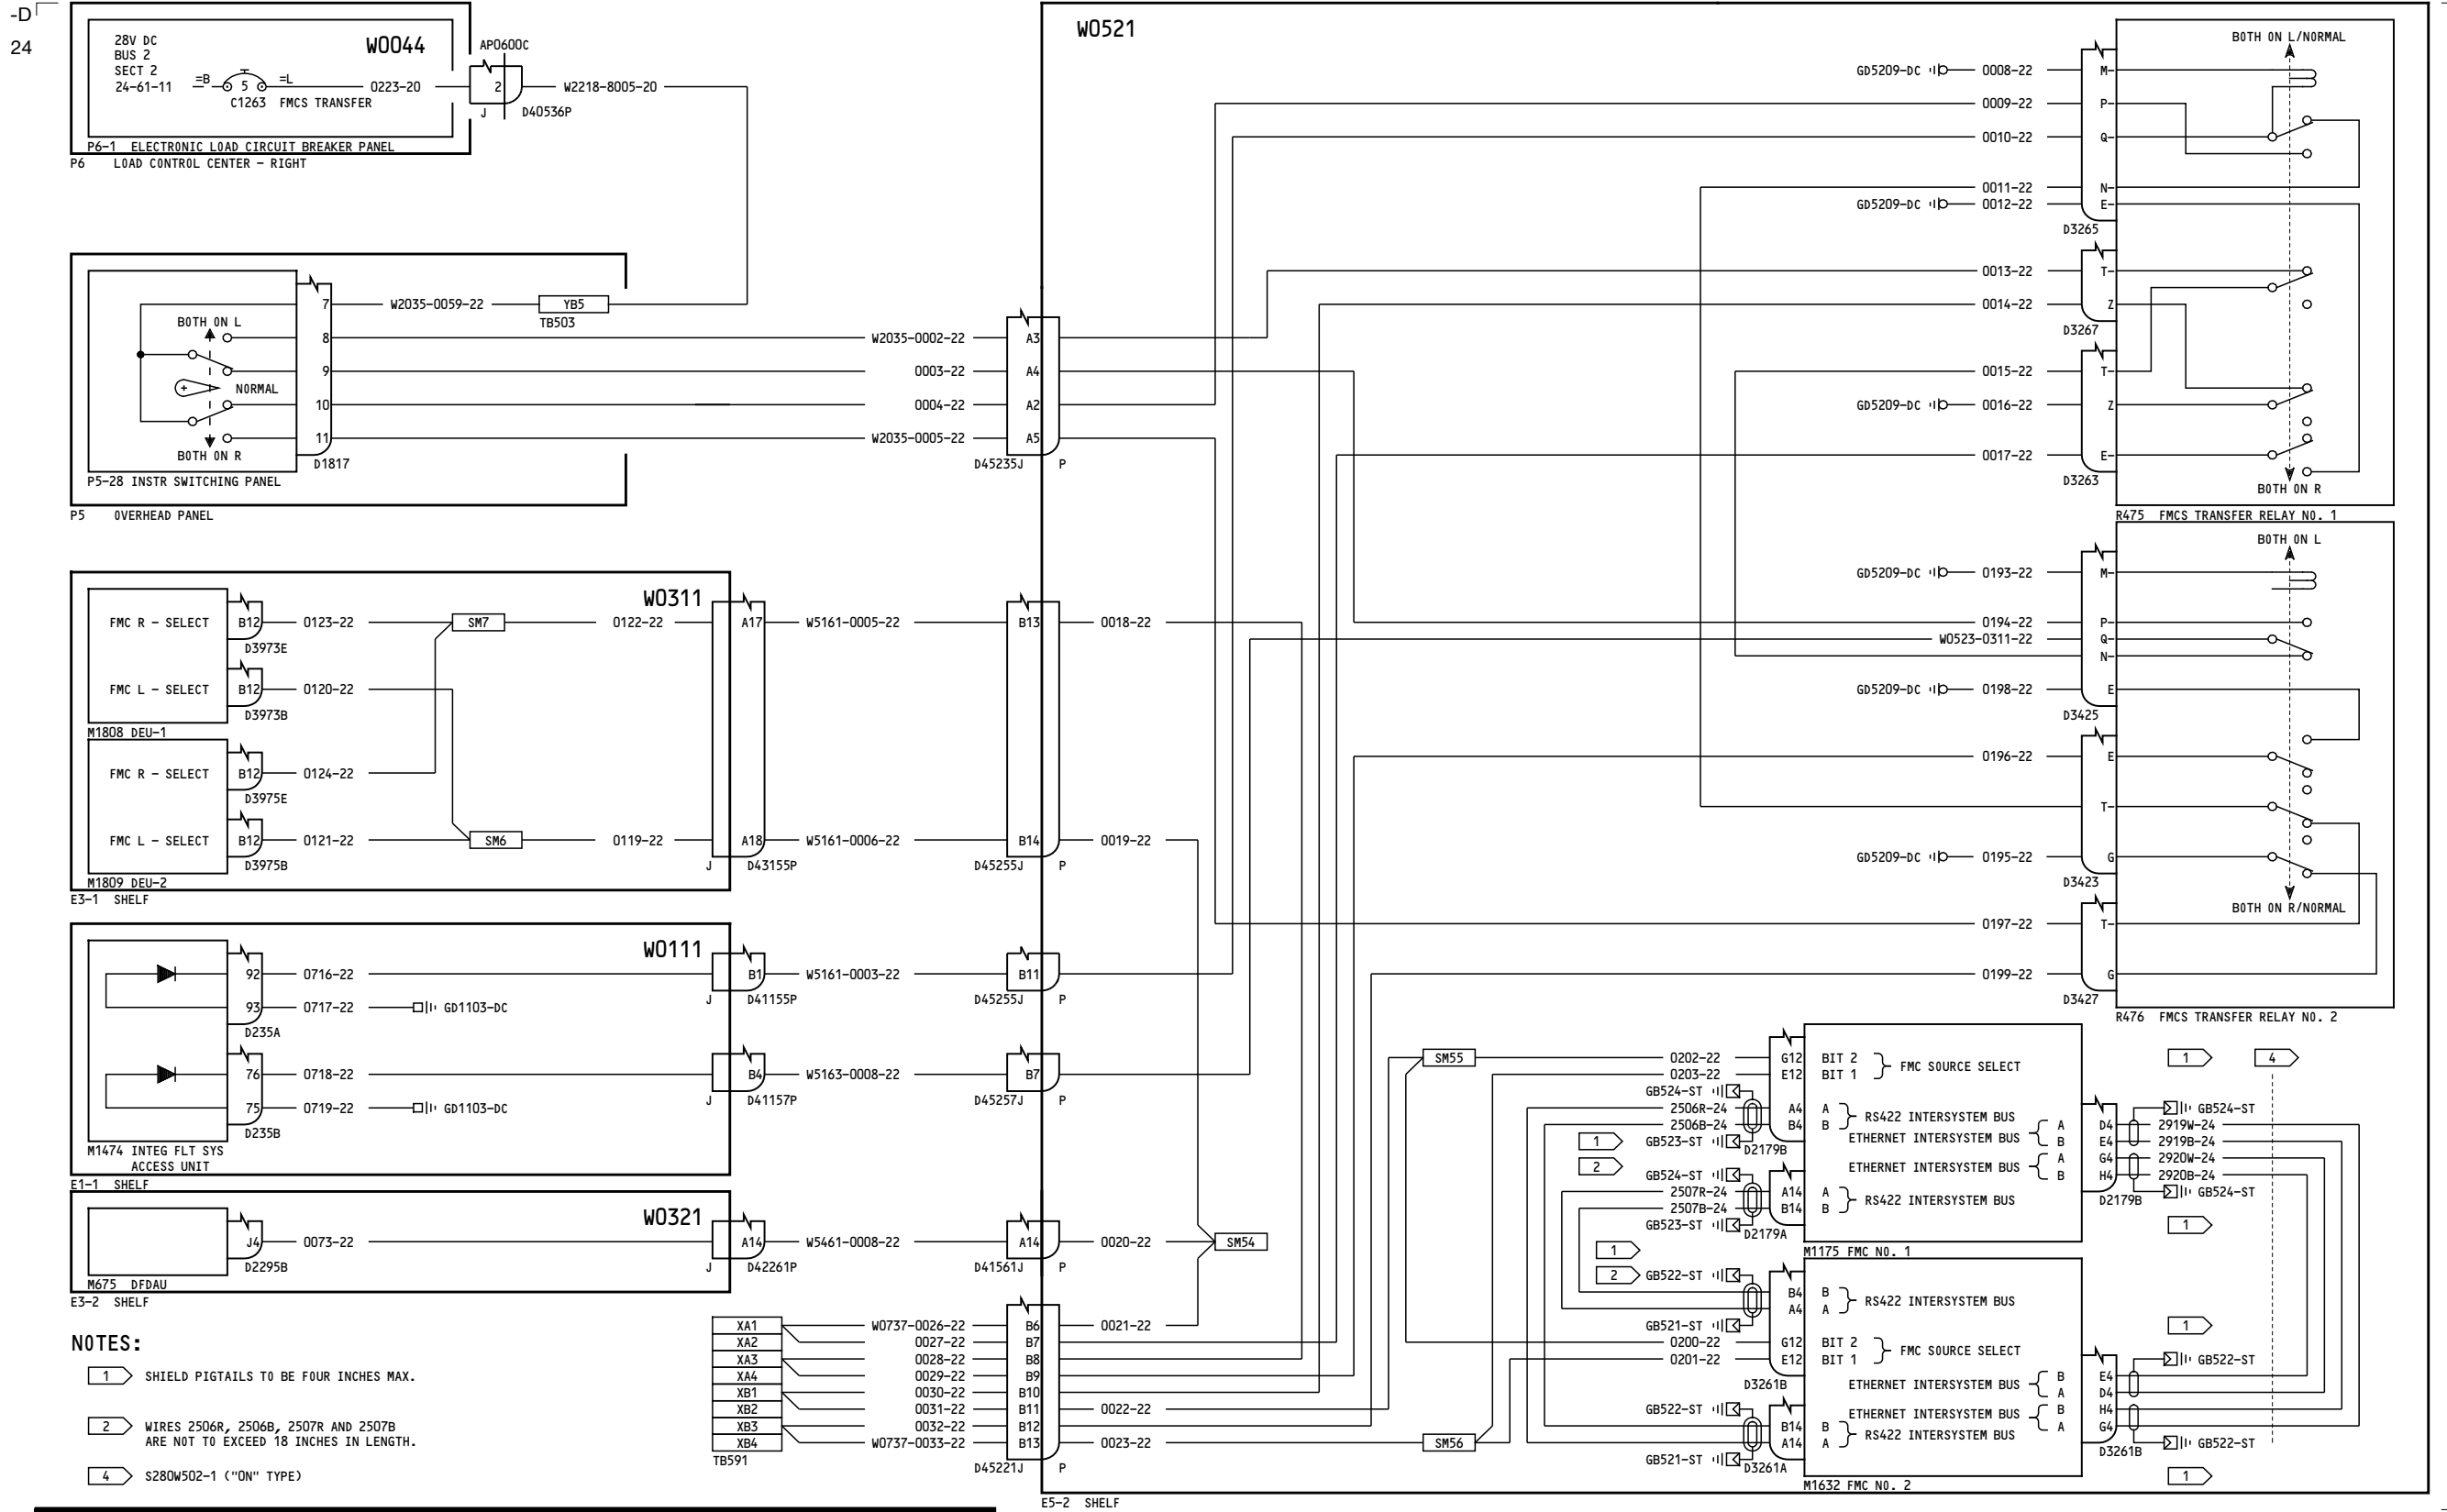 -D
24
28V DC
BUS 2
SECT 2
24-61-11
=B
5
=L
C1263 FMCS TRANSFER
W0044
0223-20
AP0600C
2
J
D40536P
W2218-8005-20
P6-1 ELECTRONIC LOAD CIRCUIT BREAKER PANEL
P6 LOAD CONTROL CENTER - RIGHT
BOTH ON L
NORMAL
BOTH ON R
7
8
9
10
11
D1817
W2035-0059-22
YB5
TB503
P5-28 INSTR SWITCHING PANEL
P5 OVERHEAD PANEL
W2035-0002-22
0003-22
0004-22
W2035-0005-22
A3
A4
A2
A5
D45235J P
W0311
FMC R - SELECT B12 0123-22
D3973E
FMC L - SELECT B12 0120-22
D3973B
M1808 DEU-1
FMC R - SELECT B12 0124-22
D3975E
FMC L - SELECT B12 0121-22
D3975B
M1809 DEU-2
E3-1 SHELF
SM7 0122-22 A17 W5161-0005-22 B13 0018-22
SM6 0119-22 A18 W5161-0006-22 B14 0019-22
J D43155P D45255J P
W0111
92 0716-22 B1 W5161-0003-22 B11
93 0717-22 GD1103-DC
D235A J D41155P D45255J P
76 0718-22 B4 W5163-0008-22 B7
75 0719-22 GD1103-DC
D235B J D41157P D45257J P
M1474 INTEG FLT SYS
ACCESS UNIT
E1-1 SHELF
W0321
J4 0073-22 A14 W5461-0008-22 A14 0020-22 SM54
D2295B J D42261P D41561J P
M675 DFDAU
E3-2 SHELF
XA1 W0737-0026-22 B6 0021-22
XA2 0027-22 B7
XA3 0028-22 B8
XA4 0029-22 B9
XB1 0030-22 B10
XB2 0031-22 B11 0022-22
XB3 0032-22 B12
XB4 W0737-0033-22 B13 0023-22
TB591 D45221J P
NOTES:
1 SHIELD PIGTAILS TO BE FOUR INCHES MAX.
2 WIRES 2506R, 2506B, 2507R AND 2507B
ARE NOT TO EXCEED 18 INCHES IN LENGTH.
4 S280W502-1 ("ON" TYPE)
W0521
BOTH ON L/NORMAL
GD5209-DC 0008-22 M
0009-22 P
0010-22 Q
0011-22 N
GD5209-DC 0012-22 E
D3265
0013-22 T
0014-22 Z
D3267
0015-22 T
GD5209-DC 0016-22 Z
0017-22 E
D3263
BOTH ON R
R475 FMCS TRANSFER RELAY NO. 1
BOTH ON L
GD5209-DC 0193-22 M
0194-22 P
W0523-0311-22 Q
N
GD5209-DC 0198-22 E
D3425
0196-22 E
T
GD5209-DC 0195-22 G
D3423
BOTH ON R/NORMAL
0197-22 T
0199-22 G
D3427
R476 FMCS TRANSFER RELAY NO. 2
SM55
SM56
0202-22 G12 BIT 2
0203-22 E12 BIT 1
FMC SOURCE SELECT
GB524-ST
2506R-24 A4 A
2506B-24 B4 B
RS422 INTERSYSTEM BUS
1 GB523-ST D2179B
2
GB524-ST
2507R-24 A14 A
2507B-24 B14 B
RS422 INTERSYSTEM BUS
GB523-ST D2179A
ETHERNET INTERSYSTEM BUS A B
ETHERNET INTERSYSTEM BUS A B
1 4
GB524-ST
D4 2919W-24
E4 2919B-24
G4 2920W-24
H4 2920B-24
GB524-ST
D2179B
1
M1175 FMC NO. 1
1
2 GB522-ST
B4 B
A4 A
RS422 INTERSYSTEM BUS
GB521-ST
0200-22 G12 BIT 2
0201-22 E12 BIT 1
FMC SOURCE SELECT
D3261B
GB522-ST
B14 B
A14 A
RS422 INTERSYSTEM BUS
GB521-ST D3261A
ETHERNET INTERSYSTEM BUS B A
ETHERNET INTERSYSTEM BUS B A
1
GB522-ST
E4
D4
H4
G4
GB522-ST
D3261B
1
M1632 FMC NO. 2
E5-2 SHELF